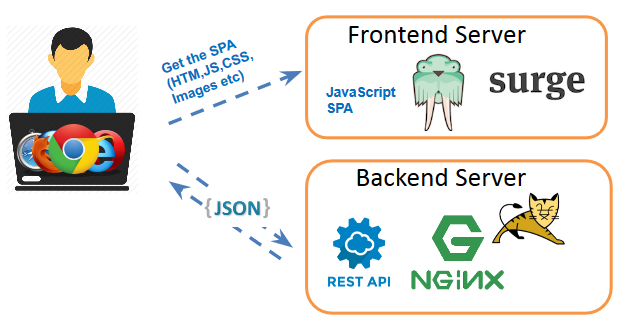 Frontend Server
Get the SPA
(HTM,JS,CSS,
Images etc)
JavaScript
SPA
surge
Backend Server
{JSON}
REST API
G
NGiNX